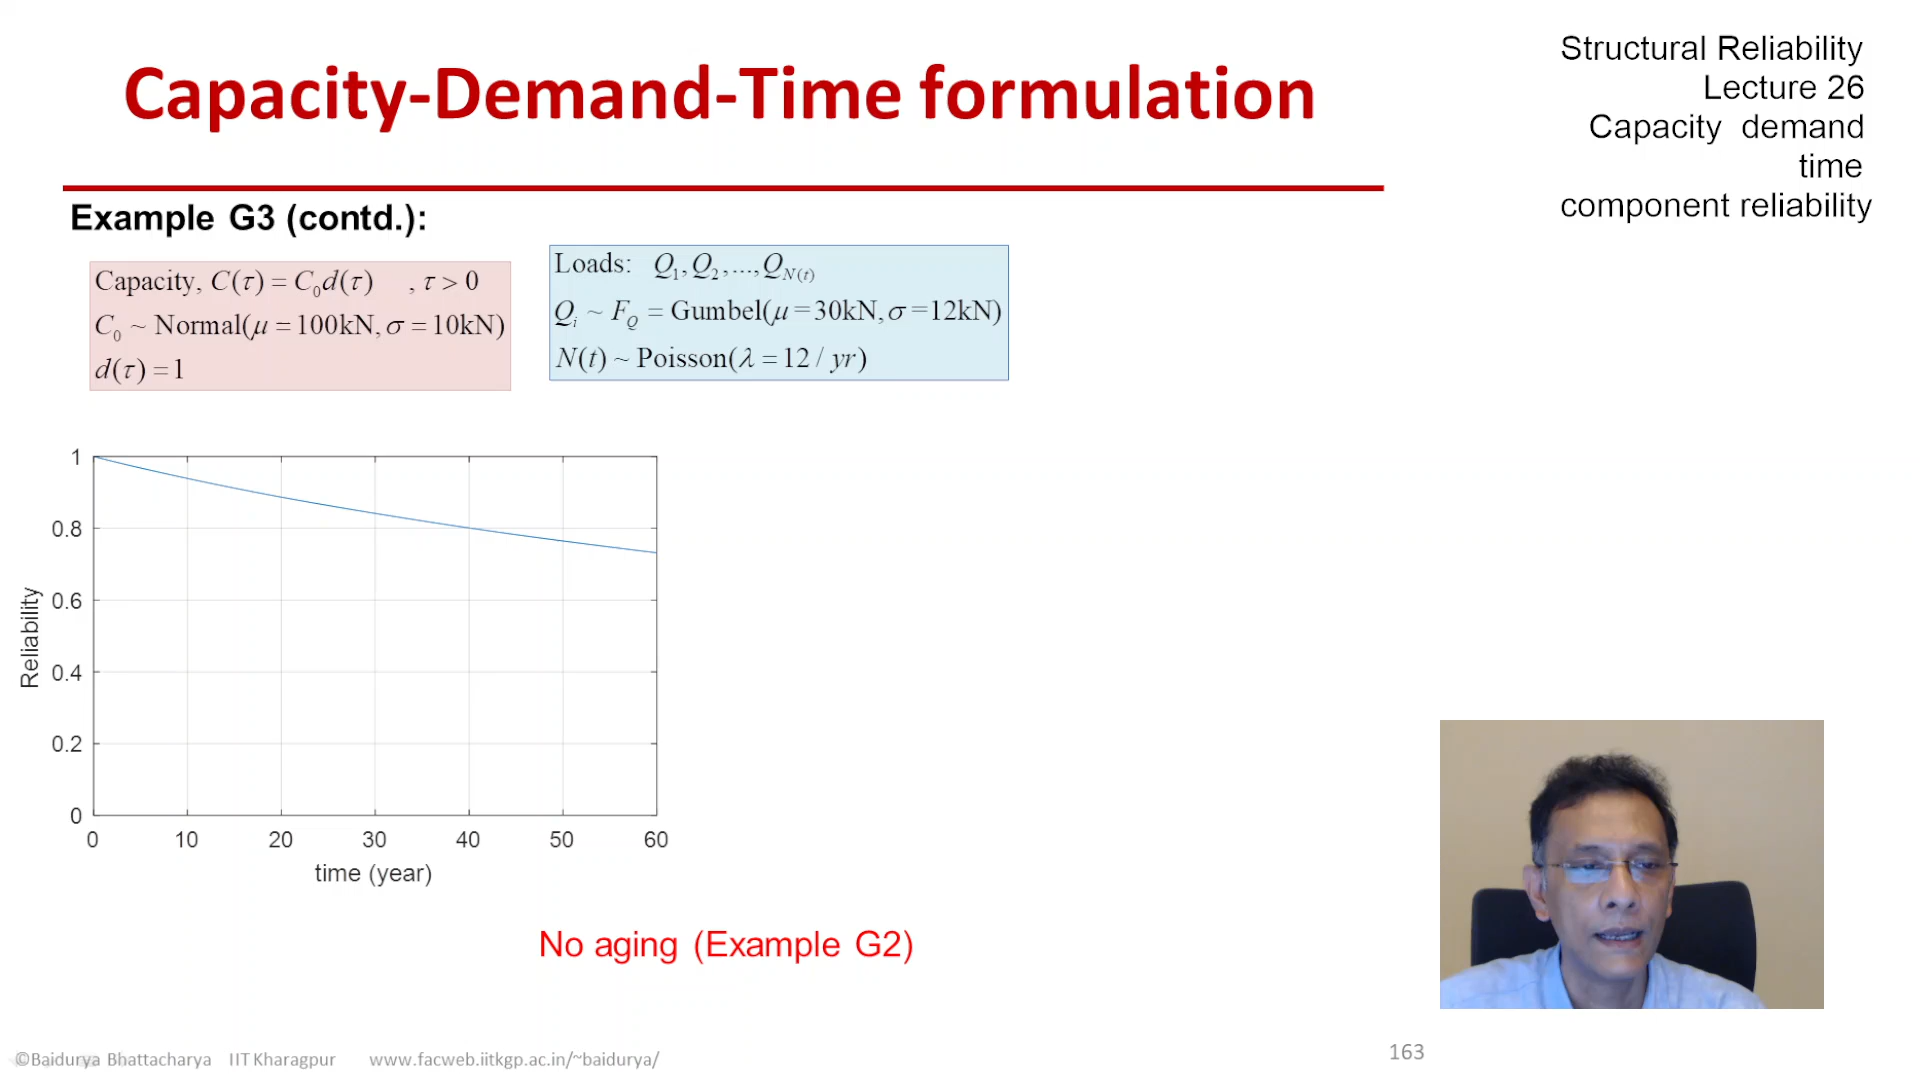 Capacity-Demand-Time formulation
Structural Reliability
Lecture 26
Capacity demand
time
component reliability
Example G3 (contd.):
Capacity, C(τ) = C₀d(τ) , τ > 0
C₀ ~ Normal(μ = 100kN, σ = 10kN)
d(τ) = 1
Loads: Q₁, Q₂, ..., Q_N(t)
Q_i ~ F_Q = Gumbel(μ = 30kN, σ = 12kN)
N(t) ~ Poisson(λ = 12 / yr)
1
0.8
0.6
0.4
0.2
0
Reliability
0 10 20 30 40 50 60
time (year)
No aging (Example G2)
©Baidurya Bhattacharya IIT Kharagpur www.facweb.iitkgp.ac.in/~baidurya/
163